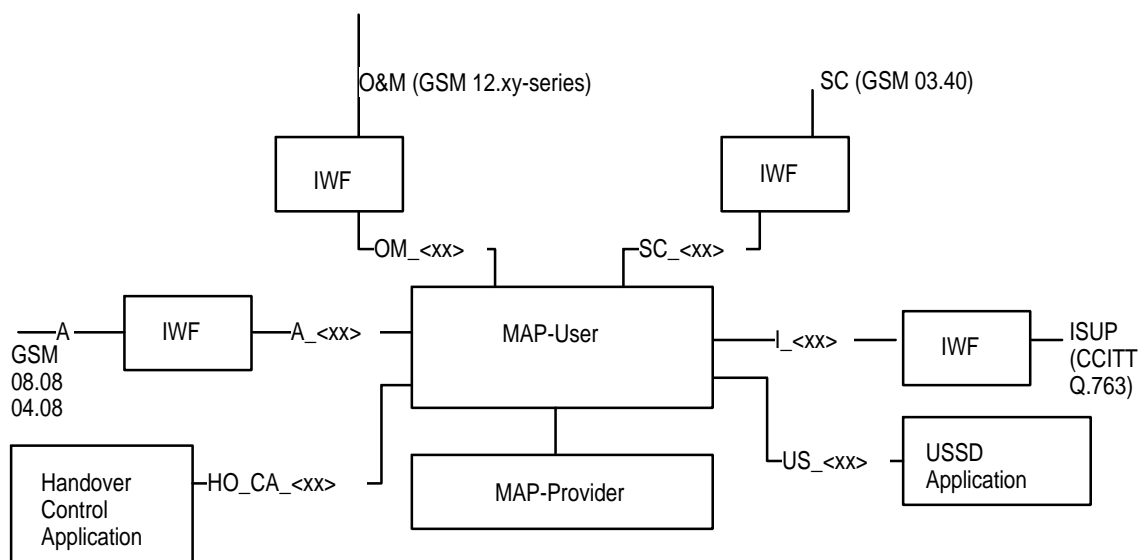 O&M (GSM 12.xy-series)
SC (GSM 03.40)
IWF
IWF
OM_<xx>
SC_<xx>
A
IWF
A_<xx>
MAP-User
I_<xx>
IWF
ISUP
(CCITT
Q.763)
GSM
08.08
04.08
Handover
Control
Application
HO_CA_<xx>
MAP-Provider
US_<xx>
USSD
Application